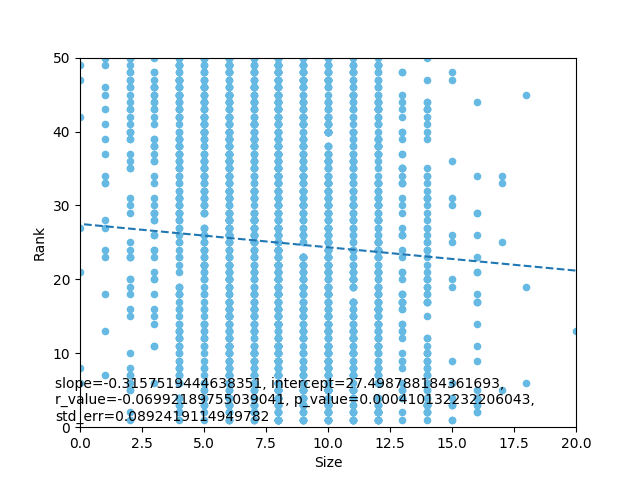 50
40
30
20
10
0
Rank
slope=-0.3157519444638351, intercept=27.498788184361693,
r_value=-0.06992189755039041, p_value=0.000410132232206043,
std_err=0.0892419114949782
0.0 2.5 5.0 7.5 10.0 12.5 15.0 17.5 20.0
Size